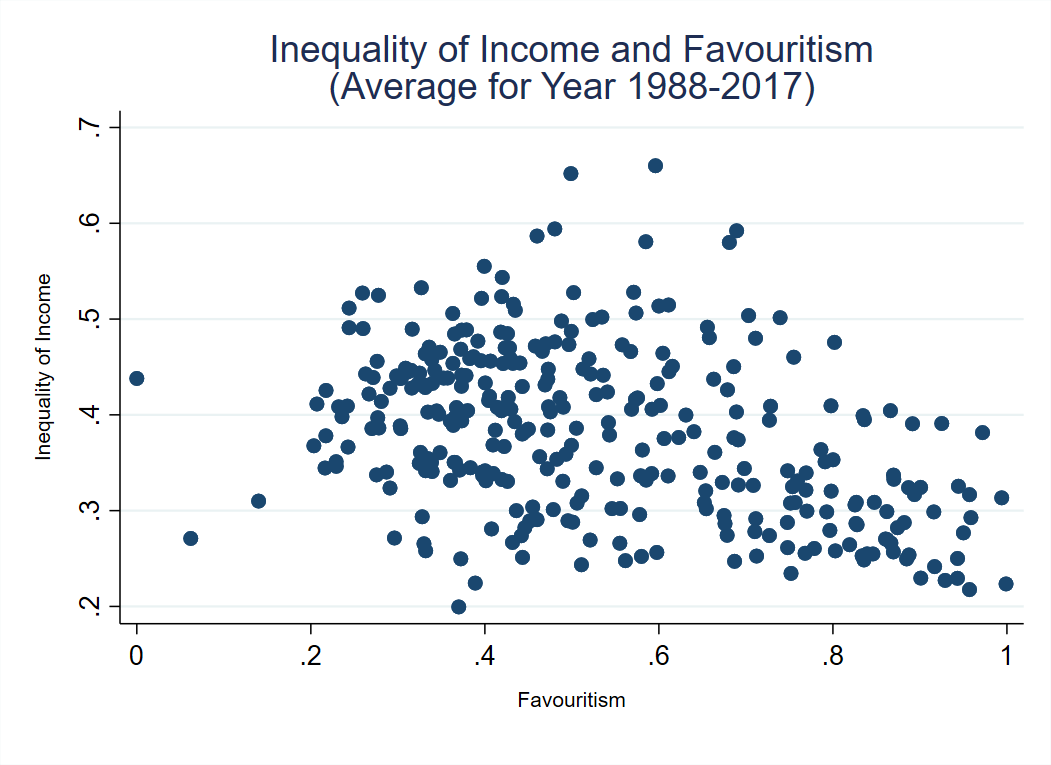 Inequality of Income and Favouritism
(Average for Year 1988-2017)
Inequality of Income
.7
.6
.5
.4
.3
.2
0 .2 .4 .6 .8 1
Favouritism